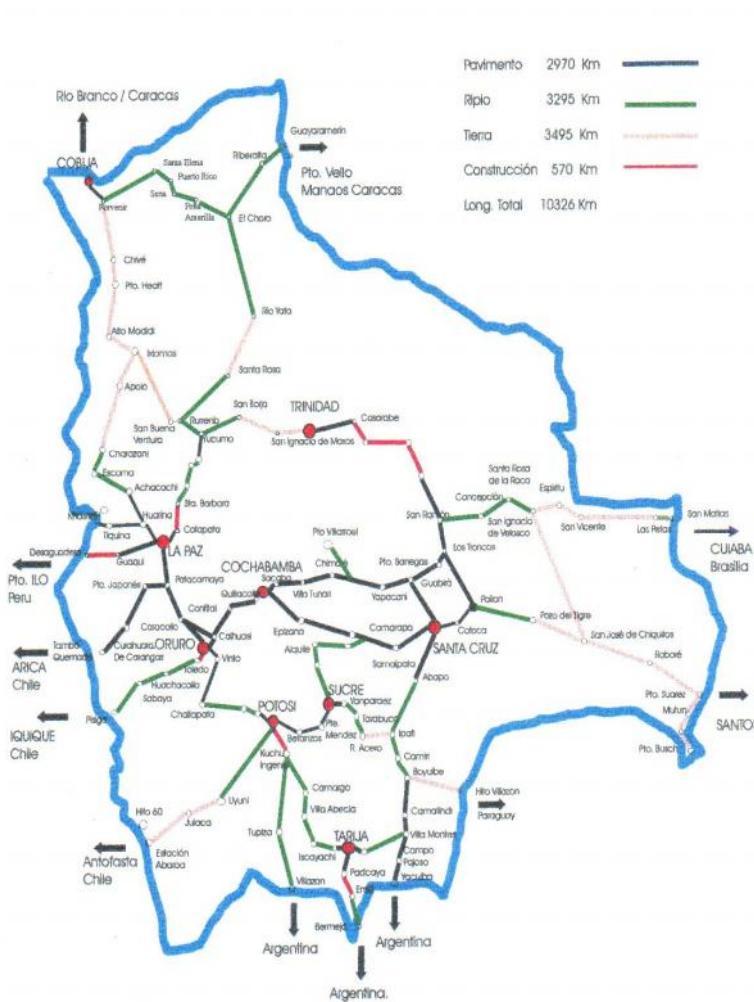 Pavimento 2970 Km
Ripio 3295 Km
Tierra 3495 Km
Construcción 570 Km
Long. Total 10326 Km
Rio Branco / Caracas
COBIJA
Guayaramerin
Riberalta
Pto. Vello
Manaos Caracas
Santa Elena
Puerto Rico
Sena
Peña
Amarilla
El Choro
Porvenir
Chivé
Pto. Heath
Alto Madidi
Ixiamas
Apolo
Rio Yata
Santa Rosa
San Borja
TRINIDAD
Casarabe
San Buena
Ventura
Rurrenb
Yucumo
San Ignacio de Moxos
Charazani
Escoma
Achacachi
Sta. Barbara
Huarina
Cotapata
Tiquina
Desaguadero
Guaqui
LA PAZ
Pto. ILO
Peru
Santa Rosa
de la Roca
Concepción
Espiritu
San Ramón
San Ignacio
de Velasco
San Vicente
Las Petas
San Matias
CUIABA
Brasilia
Los Troncos
Pto Villarroel
COCHABAMBA
Sacaba
Chimoré
Villa Tunari
Pto. Banegas
Guabirá
Yapacani
Quillacollo
Pto. Japonés
Patacamaya
Confital
Caracollo
Caihuasi
ORURO
Vinto
Toledo
Tambo
Quemado
Curahuara
De Carangas
ARICA
Chile
Epizana
Comarapa
Aiquile
Samaipata
SANTA CRUZ
Cotoca
Pailon
Pozo del Tigre
San José de Chiquitos
Roboré
Pto. Suarez
Mutun
Pto. Busch
SANTOS
Huachacolla
Sabaya
Pisiga
IQUIQUE
Chile
Challapata
POTOSI
SUCRE
Yanparaez
Tarabuco
Pte.
Mendez
Betanzos
R. Acero
Abapo
Ipati
Camiri
Boyuibe
Hito Villazon
Paraguay
Kuchu
Ingenio
Uyuni
Julaca
Hito 60
Estación
Abaroa
Antofasta
Chile
Camargo
Villa Abecia
Tupiza
TARIJA
Iscayachi
Villazon
Padcaya
Bermejo
Camatindi
Villa Montes
Campo
Pajoso
Yacuiba
Argentina
Argentina
Argentina.